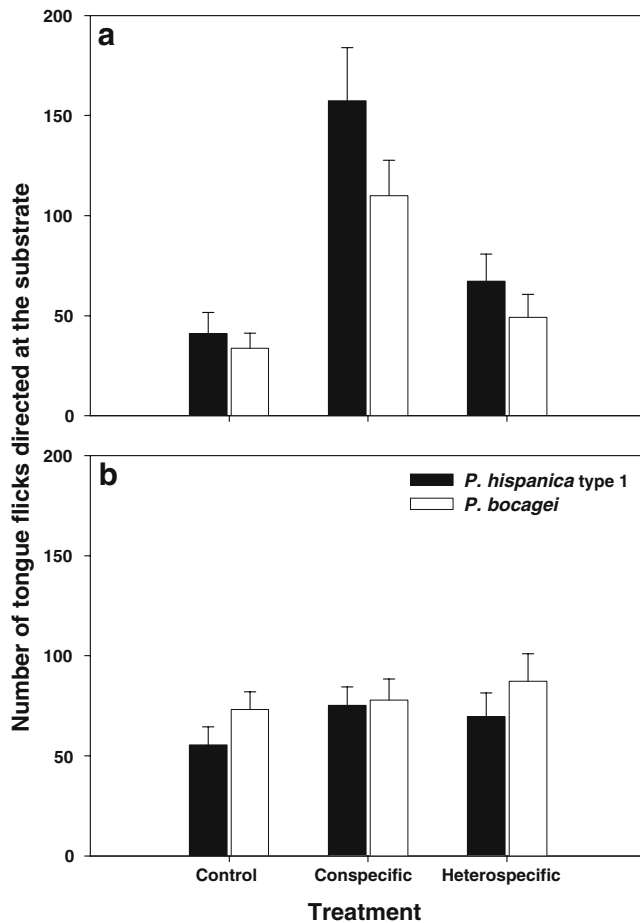 Number of tongue flicks directed at the substrate
a
200
150
100
50
0
b
200
150
100
50
0
P. hispanica type 1
P. bocagei
Control Conspecific Heterospecific
Treatment